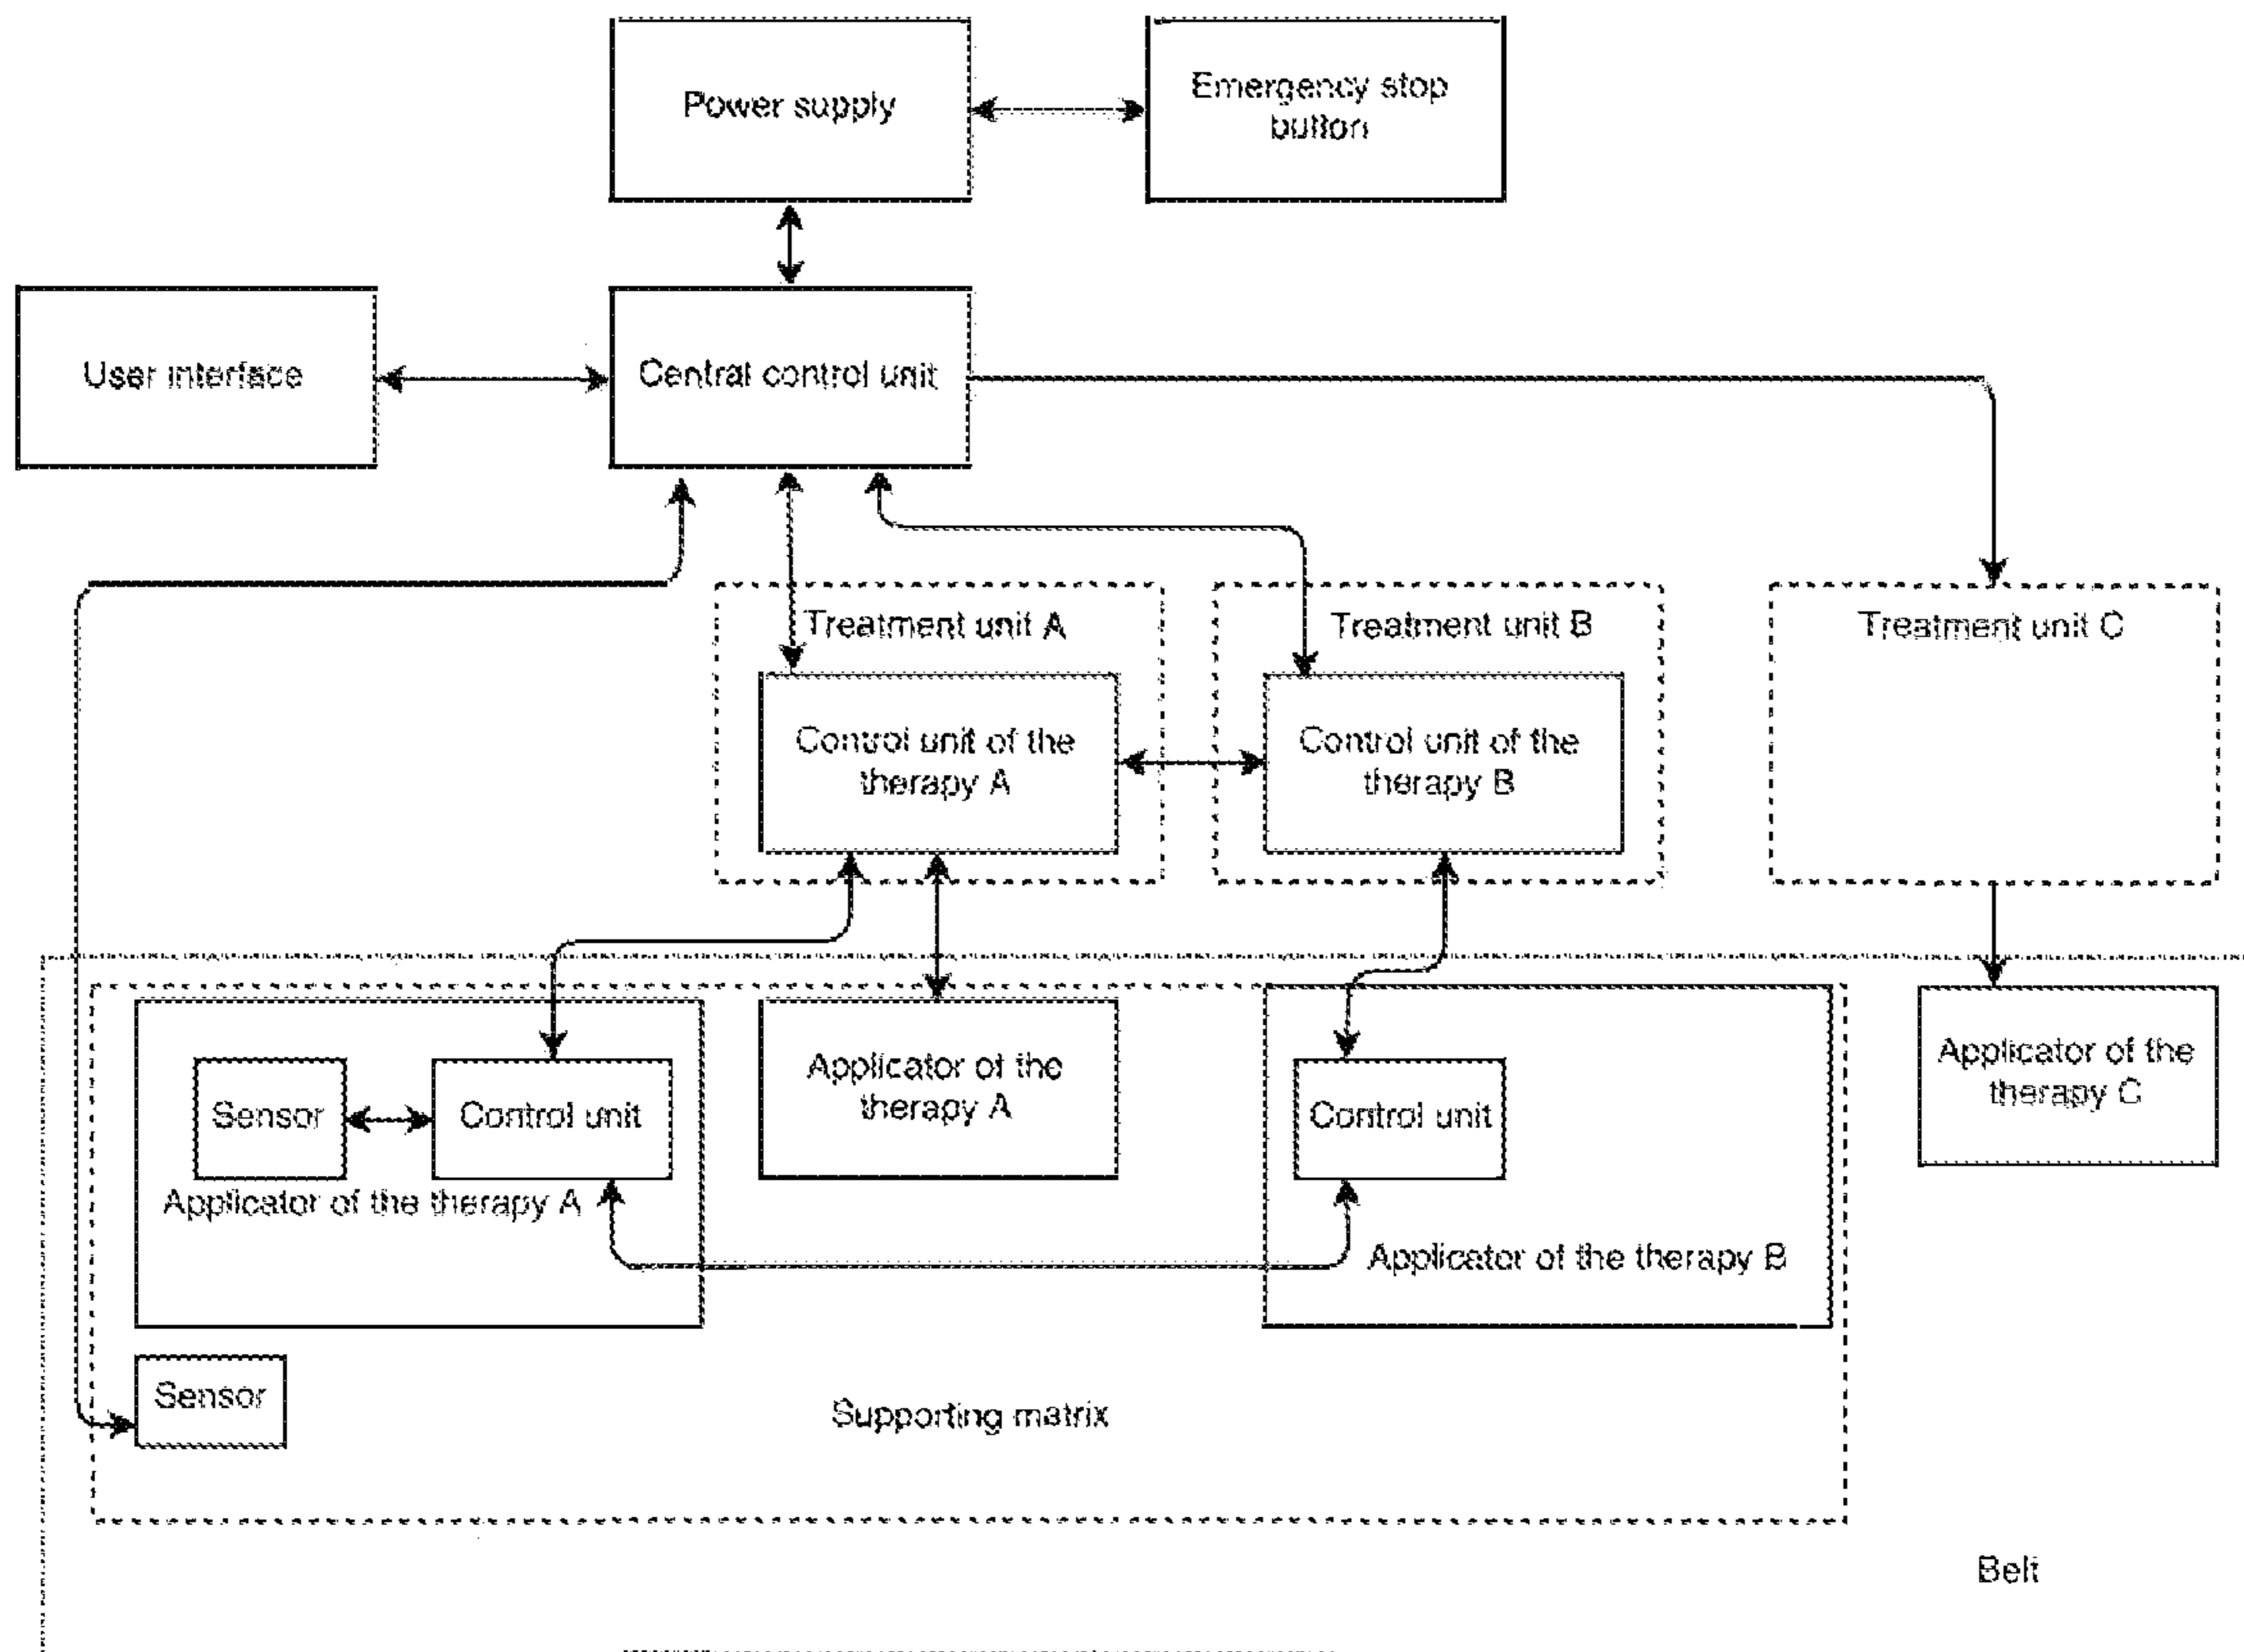 Power supply
Emergency stop
button
User interface
Central control unit
Treatment unit A
Treatment unit B
Treatment unit C
Control unit of the
therapy A
Control unit of the
therapy B
Applicator of the
therapy A
Applicator of the
therapy C
Sensor
Control unit
Control unit
Applicator of the therapy A
Applicator of the therapy B
Sensor
Supporting matrix
Belt